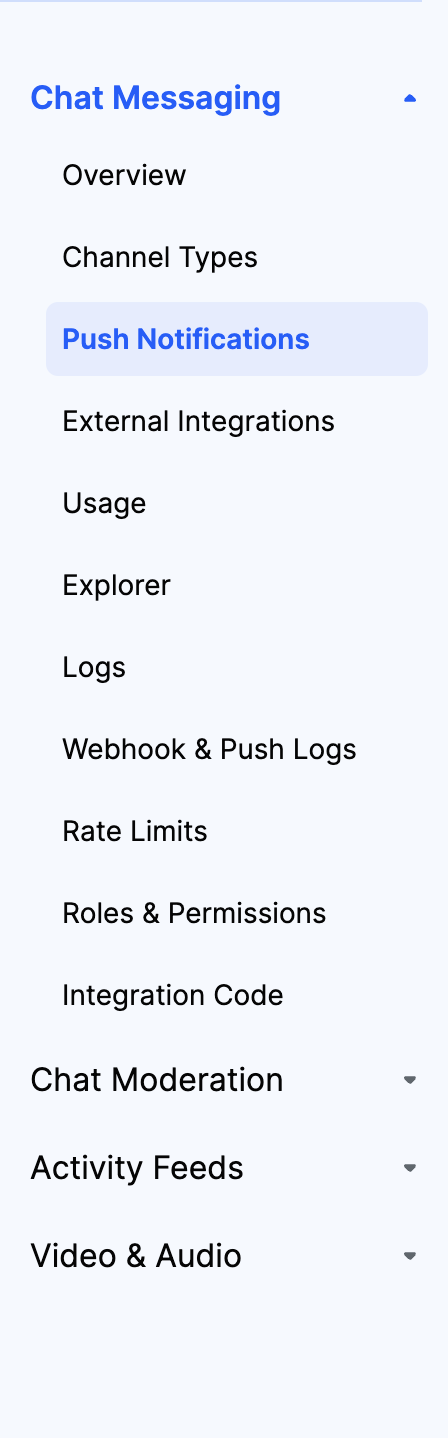 Chat Messaging
Overview
Channel Types
Push Notifications
External Integrations
Usage
Explorer
Logs
Webhook & Push Logs
Rate Limits
Roles & Permissions
Integration Code
Chat Moderation
Activity Feeds
Video & Audio